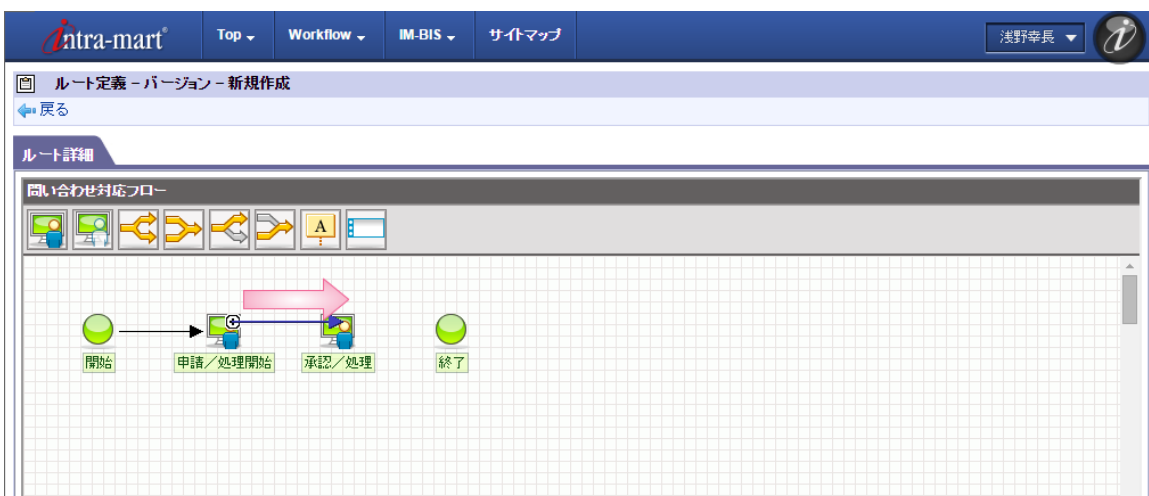 intra-mart® Top Workflow IM-BIS サイトマップ 浅野幸長
ルート定義 – バージョン – 新規作成
戻る
ルート詳細
問い合わせ対応フロー
A
開始 申請／処理開始 承認／処理 終了